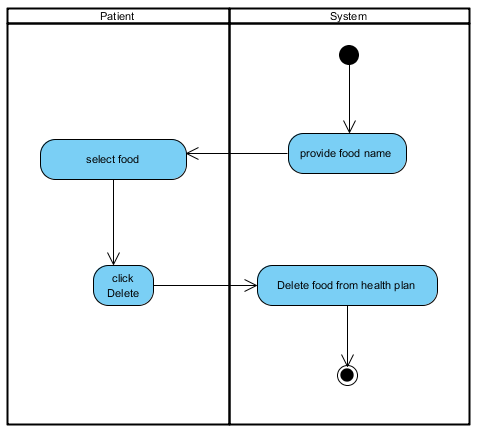 Patient
System
provide food name
select food
click
Delete
Delete food from health plan